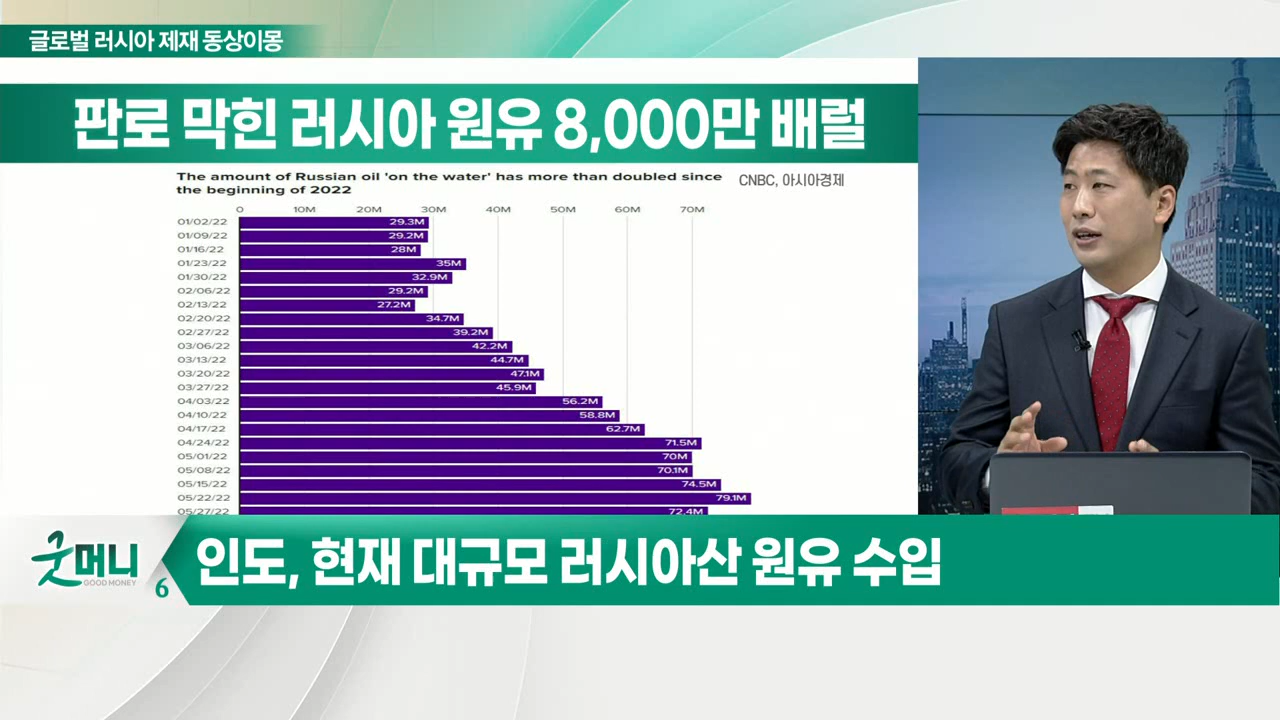 글로벌 러시아 제재 동상이몽
판로 막힌 러시아 원유 8,000만 배럴
The amount of Russian oil 'on the water' has more than doubled since
the beginning of 2022
CNBC, 아시아경제
0 10M 20M 30M 40M 50M 60M 70M
01/02/22 29.3M
01/09/22 29.2M
01/16/22 28M
01/23/22 35M
01/30/22 32.9M
02/06/22 29.2M
02/13/22 27.2M
02/20/22 34.7M
02/27/22 39.2M
03/06/22 42.2M
03/13/22 44.7M
03/20/22 47.1M
03/27/22 45.9M
04/03/22 56.2M
04/10/22 58.8M
04/17/22 62.7M
04/24/22 71.5M
05/01/22 70M
05/08/22 70.1M
05/15/22 74.5M
05/22/22 79.1M
05/27/22 72.4M
굿머니
GOOD MONEY
6
인도, 현재 대규모 러시아산 원유 수입